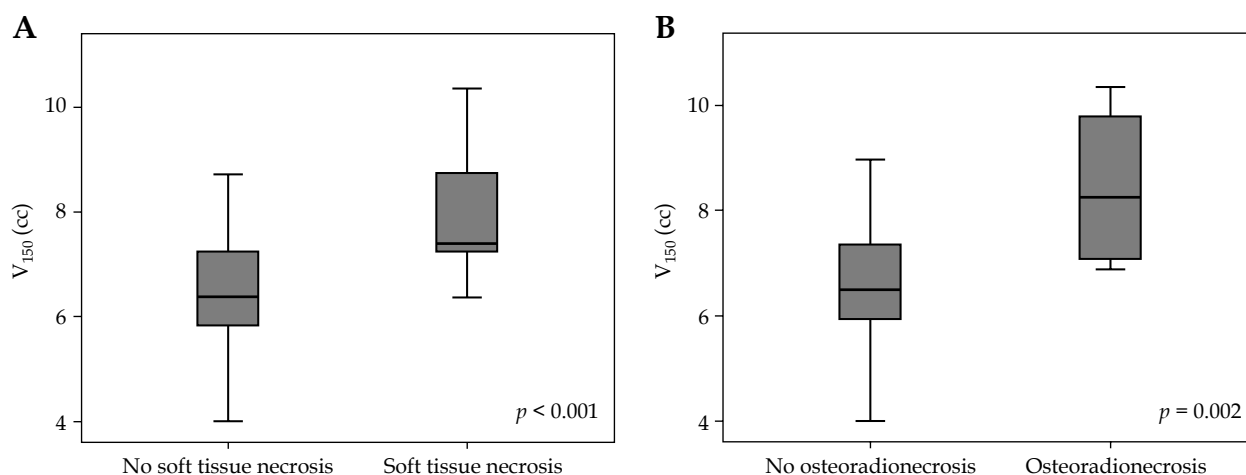 A
V₁₅₀ (cc)
10
8
6
4
p < 0.001
No soft tissue necrosis
Soft tissue necrosis
B
V₁₅₀ (cc)
10
8
6
4
p = 0.002
No osteoradionecrosis
Osteoradionecrosis